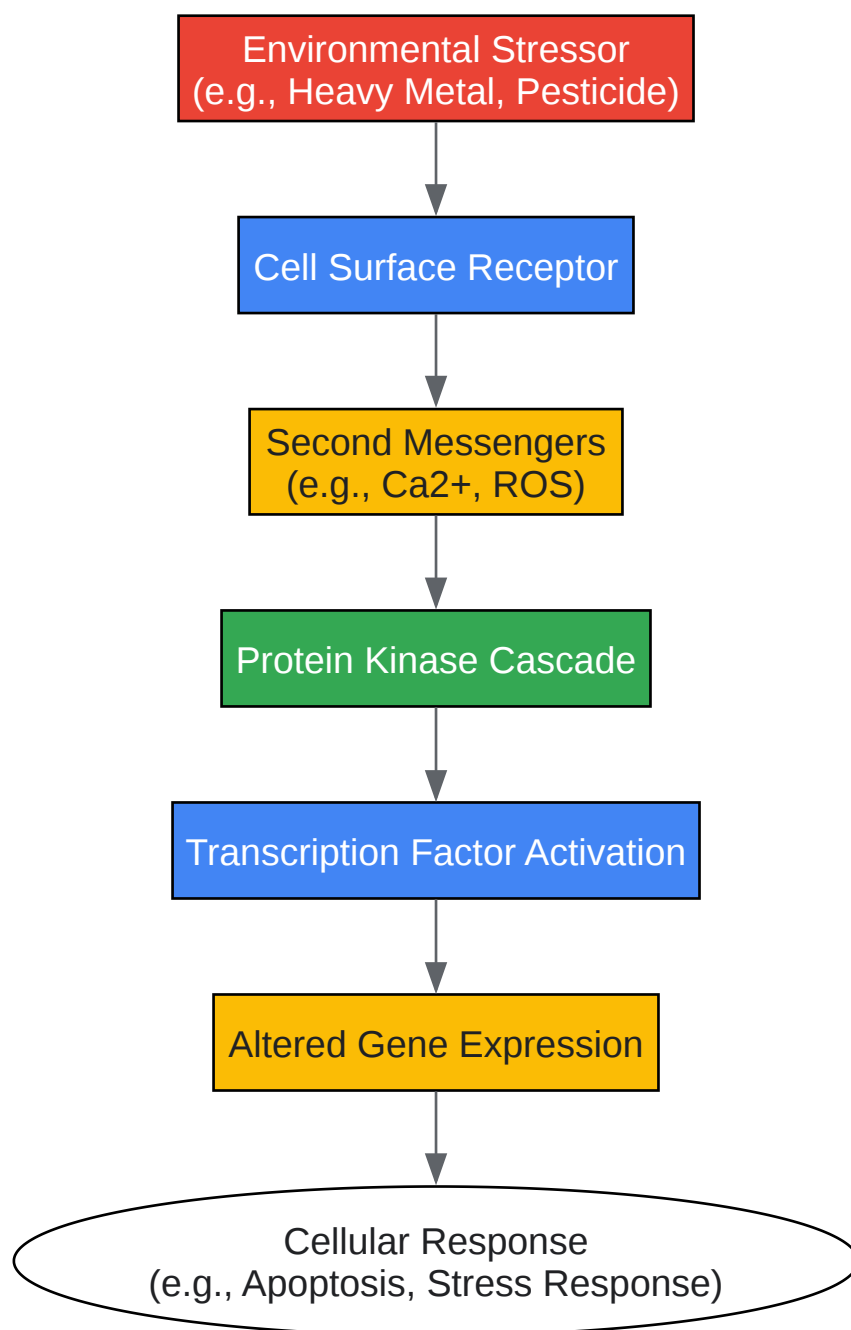 Environmental Stressor
(e.g., Heavy Metal, Pesticide)
Cell Surface Receptor
Second Messengers
(e.g., Ca2+, ROS)
Protein Kinase Cascade
Transcription Factor Activation
Altered Gene Expression
Cellular Response
(e.g., Apoptosis, Stress Response)